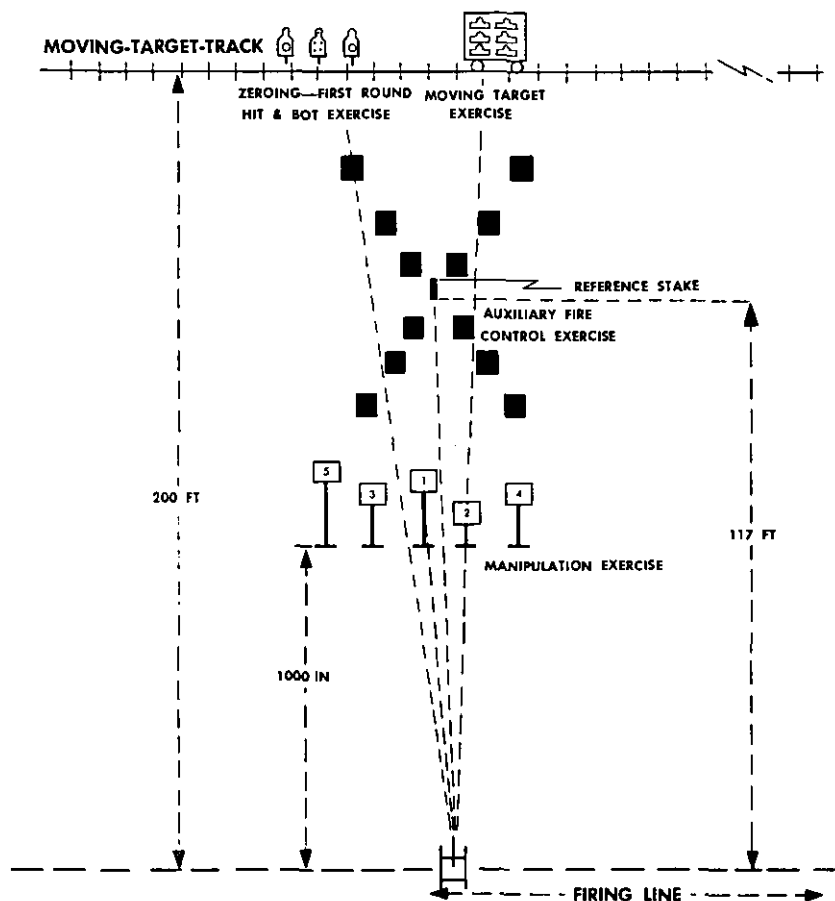 MOVING-TARGET-TRACK
ZEROING—FIRST ROUND
HIT & BOT EXERCISE
MOVING TARGET
EXERCISE
REFERENCE STAKE
AUXILIARY FIRE
CONTROL EXERCISE
5
3
1
2
4
200 FT
117 FT
MANIPULATION EXERCISE
1000 IN
FIRING LINE